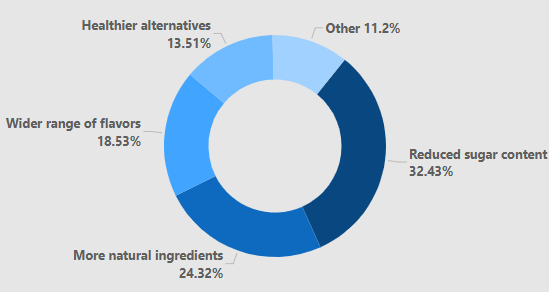 Healthier alternatives
13.51%
Other 11.2%
Wider range of flavors
18.53%
Reduced sugar content
32.43%
More natural ingredients
24.32%